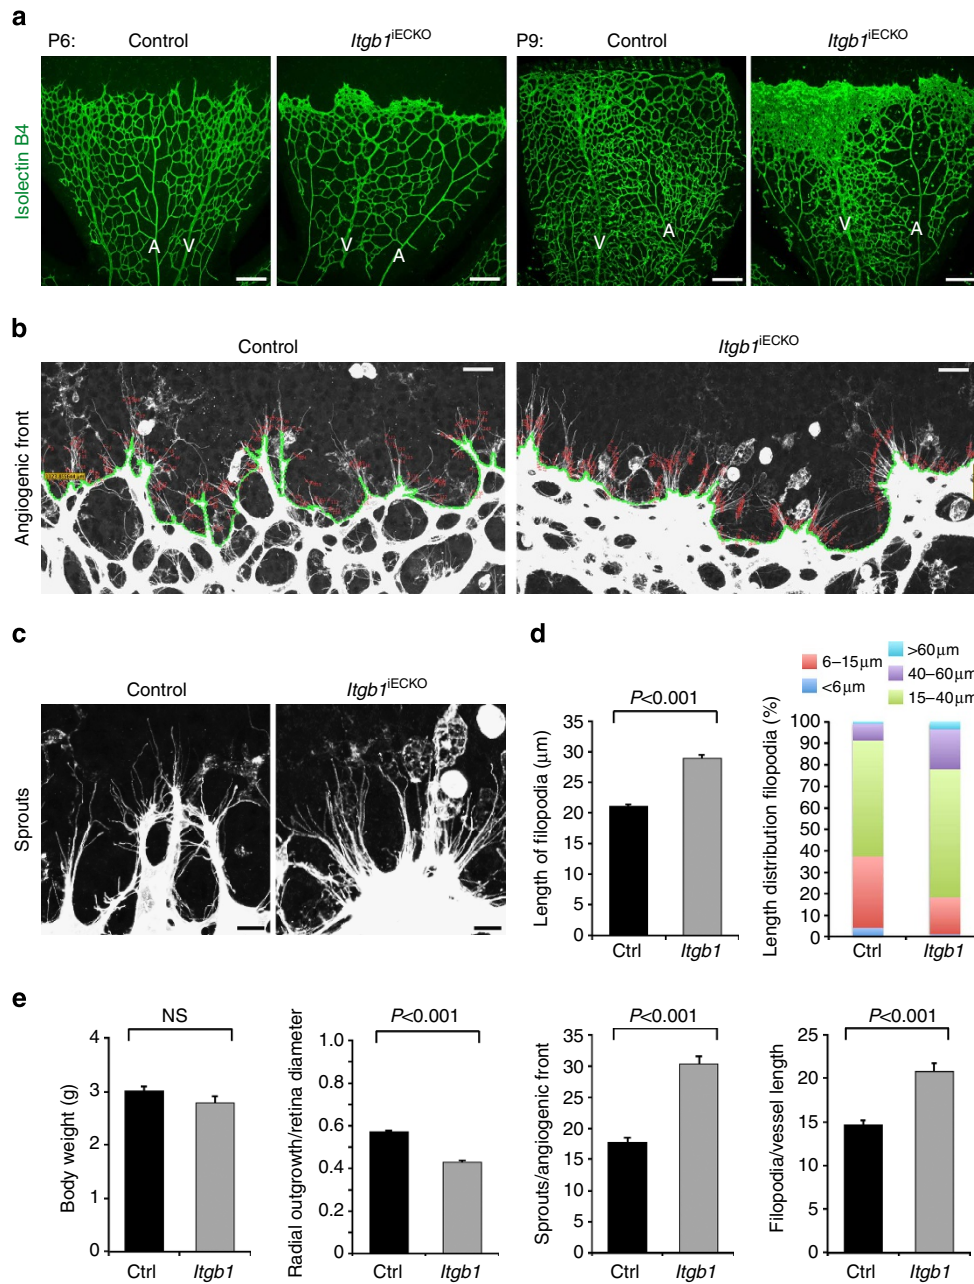 a
P6: Control Itgb1iECKO P9: Control Itgb1iECKO
Isolectin B4
A V
V A
V A
V A
b
Control Itgb1iECKO
Angiogenic front
c
Control Itgb1iECKO
Sprouts
d
P<0.001
Length of filopodia (μm)
35
30
25
20
15
10
5
0
Ctrl Itgb1
6–15μm
<6μm
>60μm
40–60μm
15–40μm
Length distribution filopodia (%)
100
90
80
70
60
50
40
30
20
10
0
Ctrl Itgb1
e
NS
Body weight (g)
4
3
2
1
0
Ctrl Itgb1
P<0.001
Radial outgrowth/retina diameter
1.0
0.8
0.6
0.4
0.2
0
Ctrl Itgb1
P<0.001
Sprouts/angiogenic front
35
30
25
20
15
10
5
0
Ctrl Itgb1
P<0.001
Filopodia/vessel length
25
20
15
10
5
0
Ctrl Itgb1